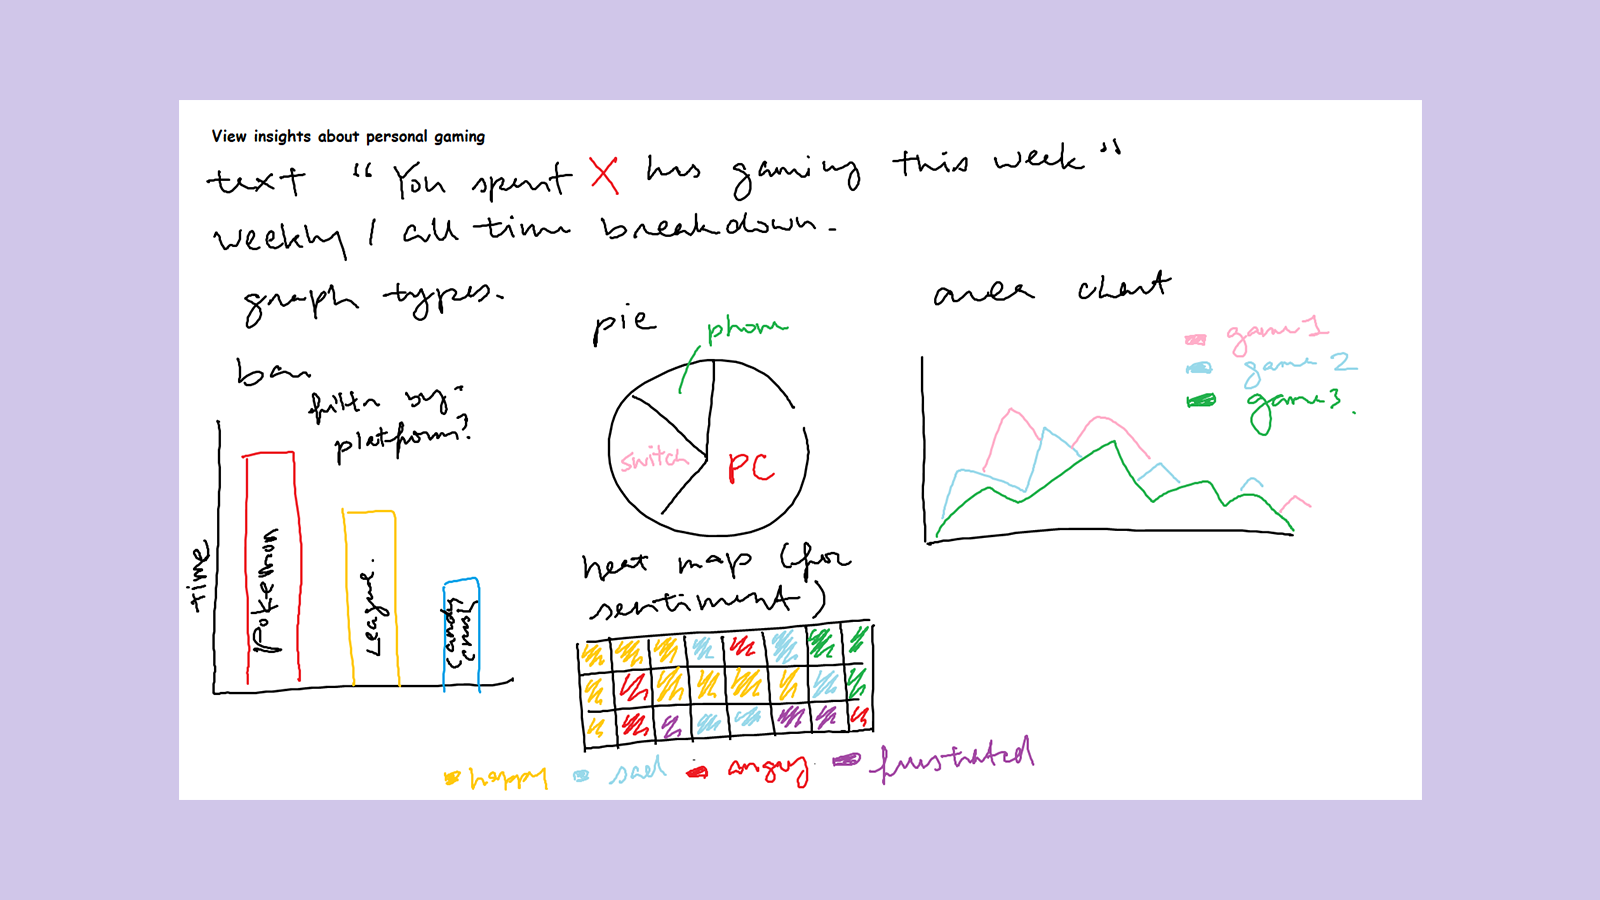 View insights about personal gaming
text "You spent X hrs gaming this week"
weekly / all time breakdown.
graph types.
bar
filter by
platform?
time
Pokemon
League.
Candy
crush
pie
phone
switch
PC
area chart
game 1
game 2
game 3.
heat map (for
sentiment)
happy
sad
angry
frustrated